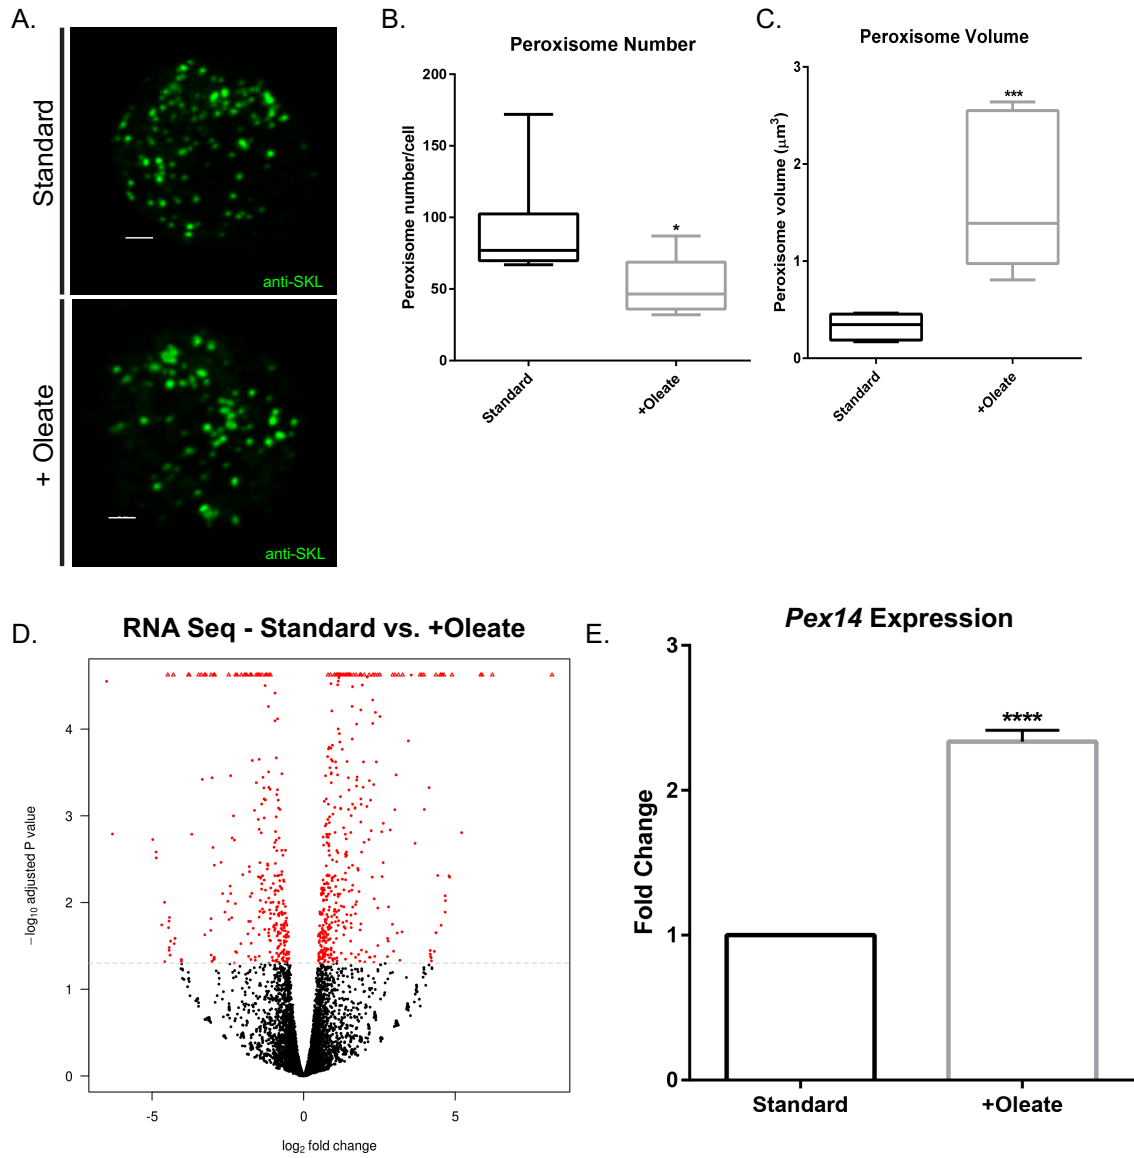 A.
Standard
anti-SKL
+ Oleate
anti-SKL
B.
Peroxisome Number
Peroxisome number/cell
200
150
100
50
0
Standard
+Oleate
*
C.
Peroxisome Volume
Peroxisome volume (μm³)
3
2
1
0
Standard
+Oleate
***
D.
RNA Seq - Standard vs. +Oleate
−log₁₀ adjusted P value
4
3
2
1
0
-5
0
5
log₂ fold change
E.
Pex14 Expression
Fold Change
3
2
1
0
****
Standard
+Oleate